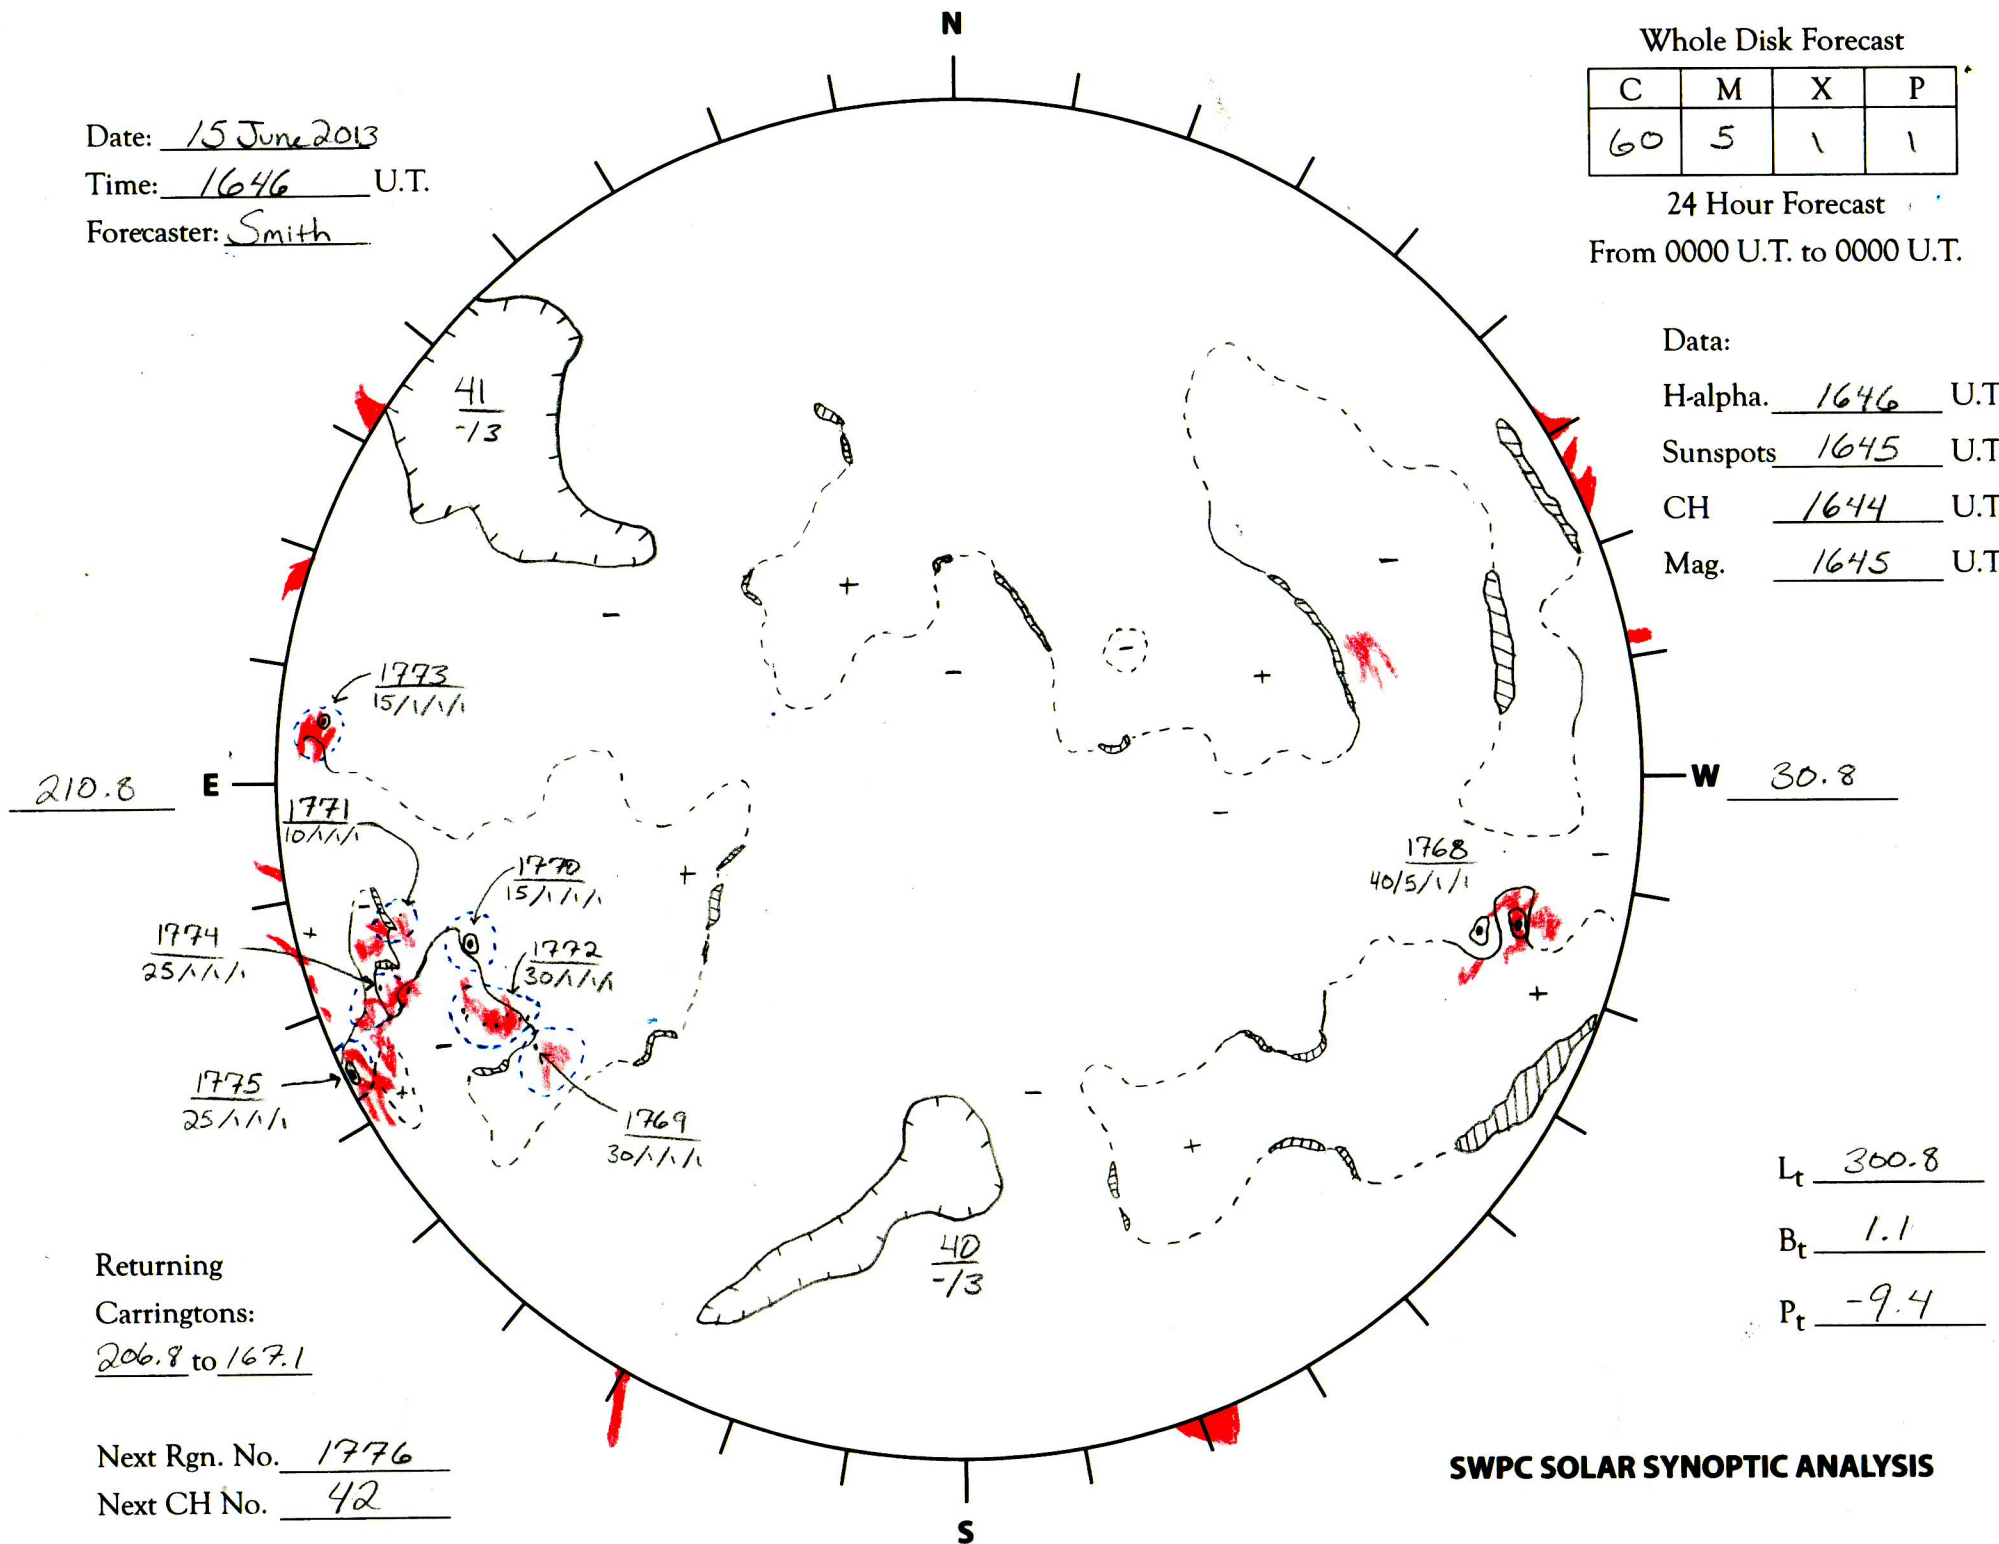 N
Whole Disk Forecast
C M X P
60 5 1 1
24 Hour Forecast
From 0000 U.T. to 0000 U.T.
Date: 15 June 2013
Time: 1646 U.T.
Forecaster: Smith
Data:
H-alpha. 1646 U.T
Sunspots 1645 U.T
CH 1644 U.T
Mag. 1645 U.T
41
-/3
-
+
-
-
-
+
-
1773
15/1/1/1
210.8 E
W 30.8
1771
10/1/1/1
-
1770
15/1/1/1
+
1768
40/5/1/1
-
-
+
1774
25/1/1/1
1772
30/1/1/1
+
-
1775
25/1/1/1
+
1769
30/1/1/1
-
+
40
-/3
Lt 300.8
Bt 1.1
Pt -9.4
Returning
Carringtons:
206.8 to 167.1
Next Rgn. No. 1776
Next CH No. 42
SWPC SOLAR SYNOPTIC ANALYSIS
S